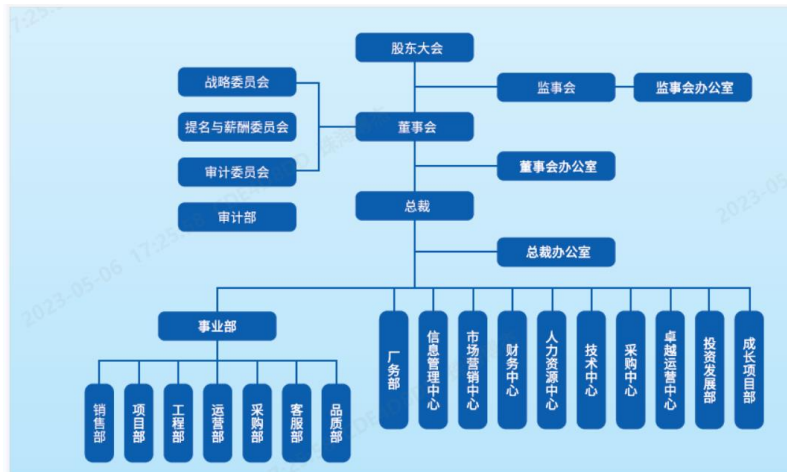 股东大会
战略委员会
监事会
监事会办公室
提名与薪酬委员会
董事会
审计委员会
董事会办公室
审计部
总裁
总裁办公室
事业部
厂务部
信息管理中心
市场营销中心
财务中心
人力资源中心
技术中心
采购中心
卓越运营中心
投资发展部
成长项目部
销售部
项目部
工程部
运营部
采购部
客服部
品质部
2023-05-06 17:25